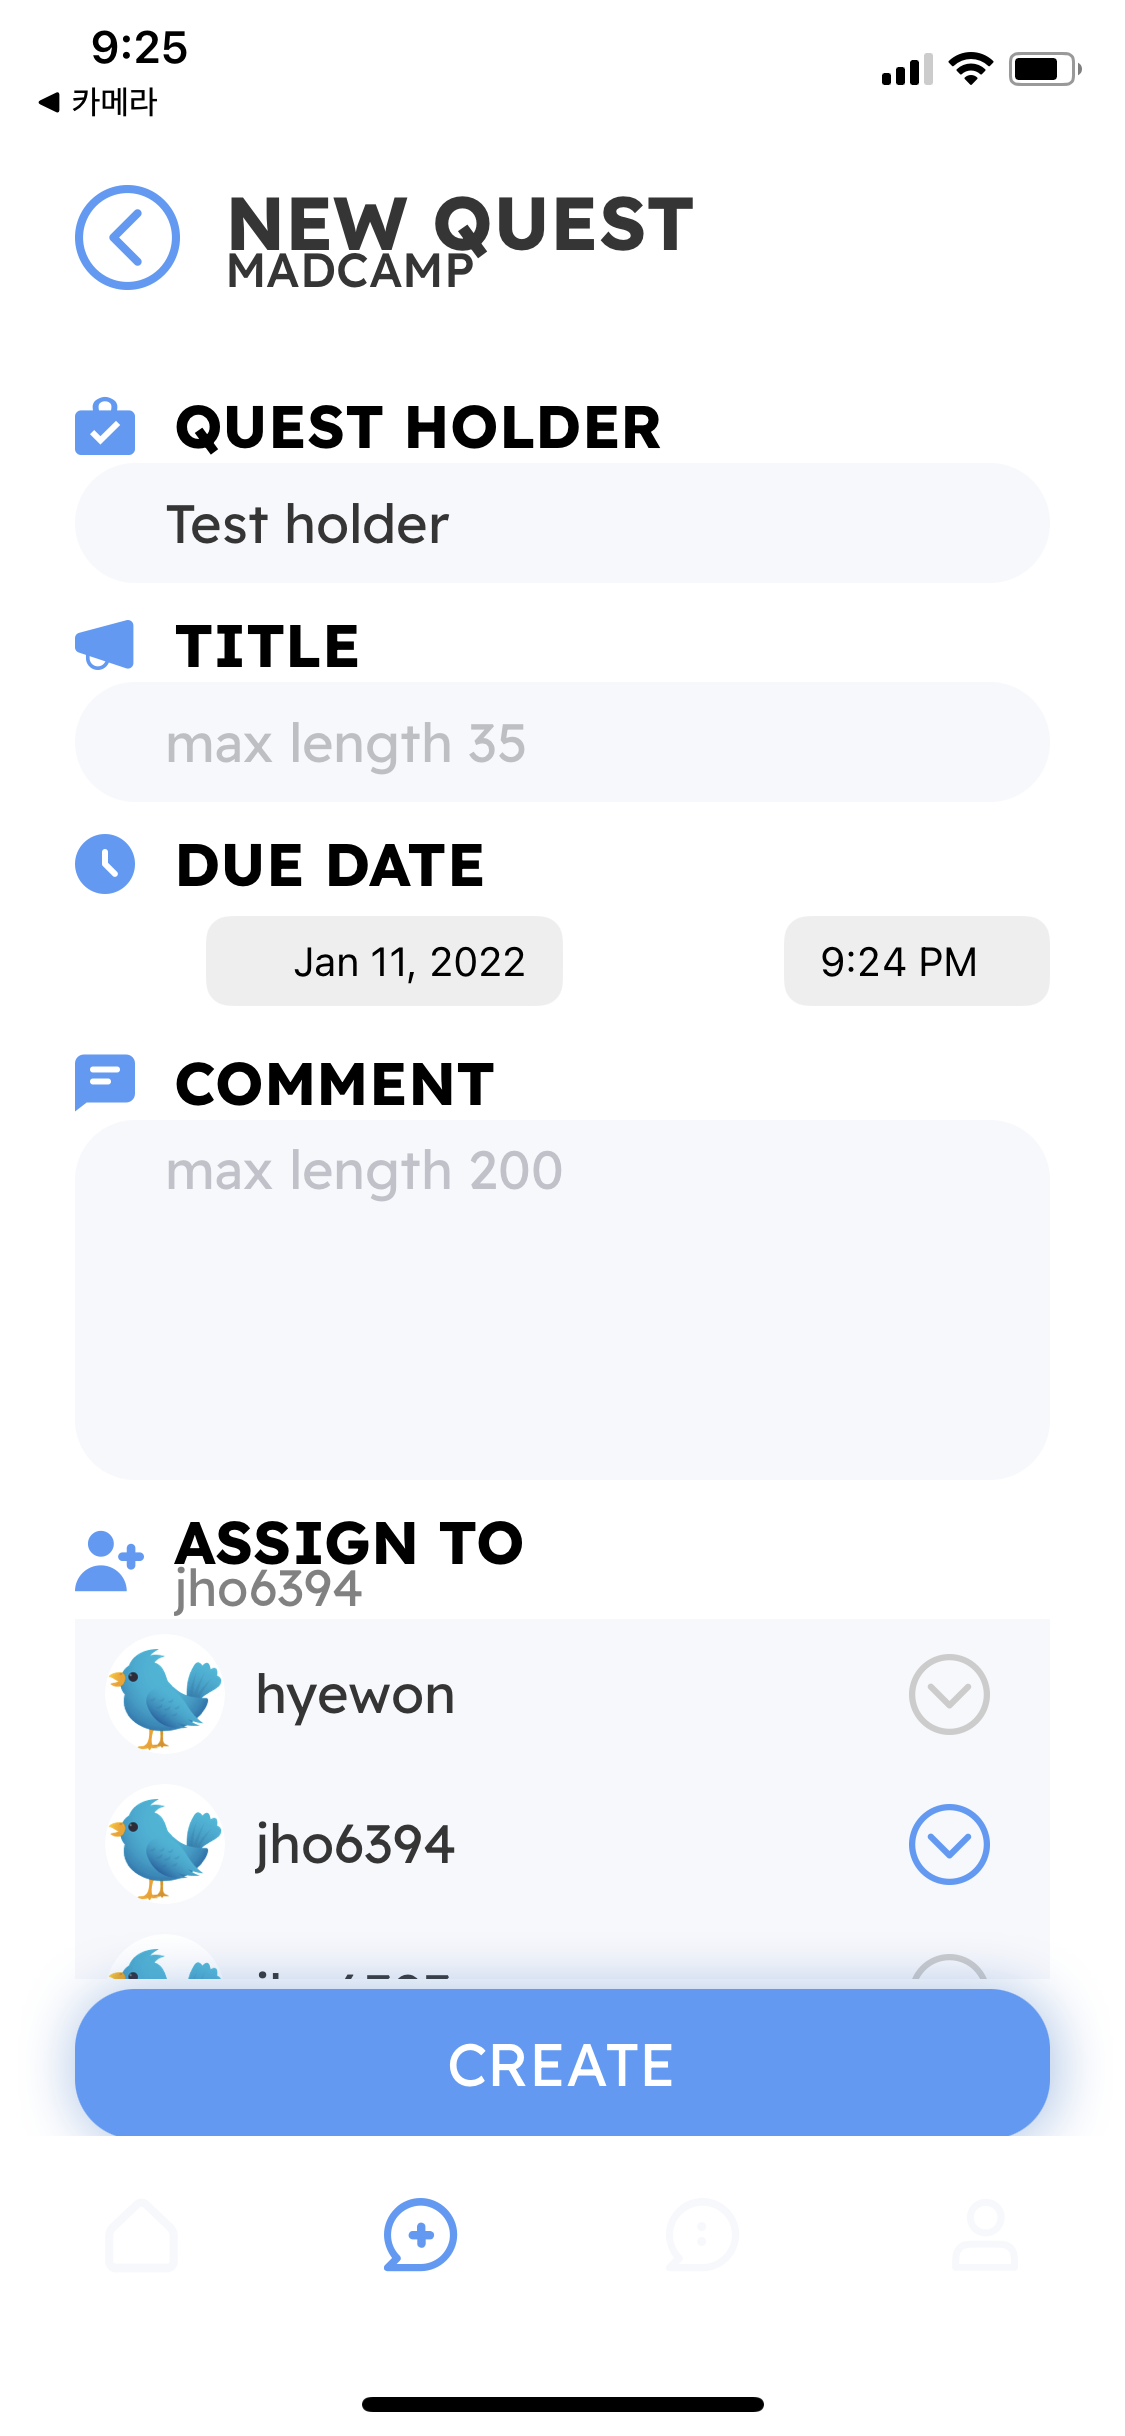 9:25
◀ 카메라
NEW QUEST
MADCAMP
QUEST HOLDER
Test holder
TITLE
max length 35
DUE DATE
Jan 11, 2022
9:24 PM
COMMENT
max length 200
ASSIGN TO
jho6394
hyewon
jho6394
CREATE